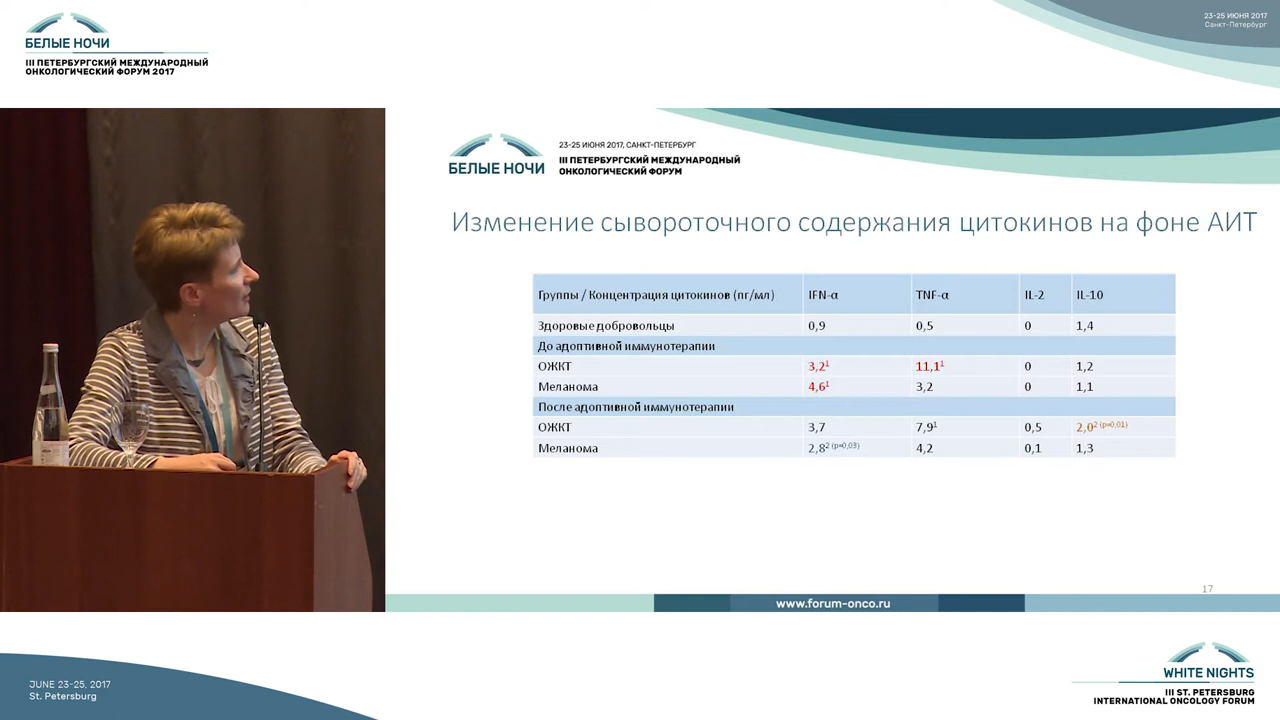 БЕЛЫЕ НОЧИ
III ПЕТЕРБУРГСКИЙ МЕЖДУНАРОДНЫЙ
ОНКОЛОГИЧЕСКИЙ ФОРУМ 2017
23-25 ИЮНЯ 2017
Санкт-Петербург
БЕЛЫЕ НОЧИ
23-25 ИЮНЯ 2017, САНКТ-ПЕТЕРБУРГ
III ПЕТЕРБУРГСКИЙ МЕЖДУНАРОДНЫЙ
ОНКОЛОГИЧЕСКИЙ ФОРУМ
Изменение сывороточного содержания цитокинов на фоне АИТ
Группы / Концентрация цитокинов (пг/мл) IFN-α TNF-α IL-2 IL-10
Здоровые добровольцы 0,9 0,5 0 1,4
До адоптивной иммунотерапии
ОЖКТ 3,2¹ 11,1¹ 0 1,2
Меланома 4,6¹ 3,2 0 1,1
После адоптивной иммунотерапии
ОЖКТ 3,7 7,9¹ 0,5 2,0² (p=0,01)
Меланома 2,8² (p=0,03) 4,2 0,1 1,3
17
www.forum-onco.ru
JUNE 23-25, 2017
St. Petersburg
WHITE NIGHTS
III ST. PETERSBURG
INTERNATIONAL ONCOLOGY FORUM